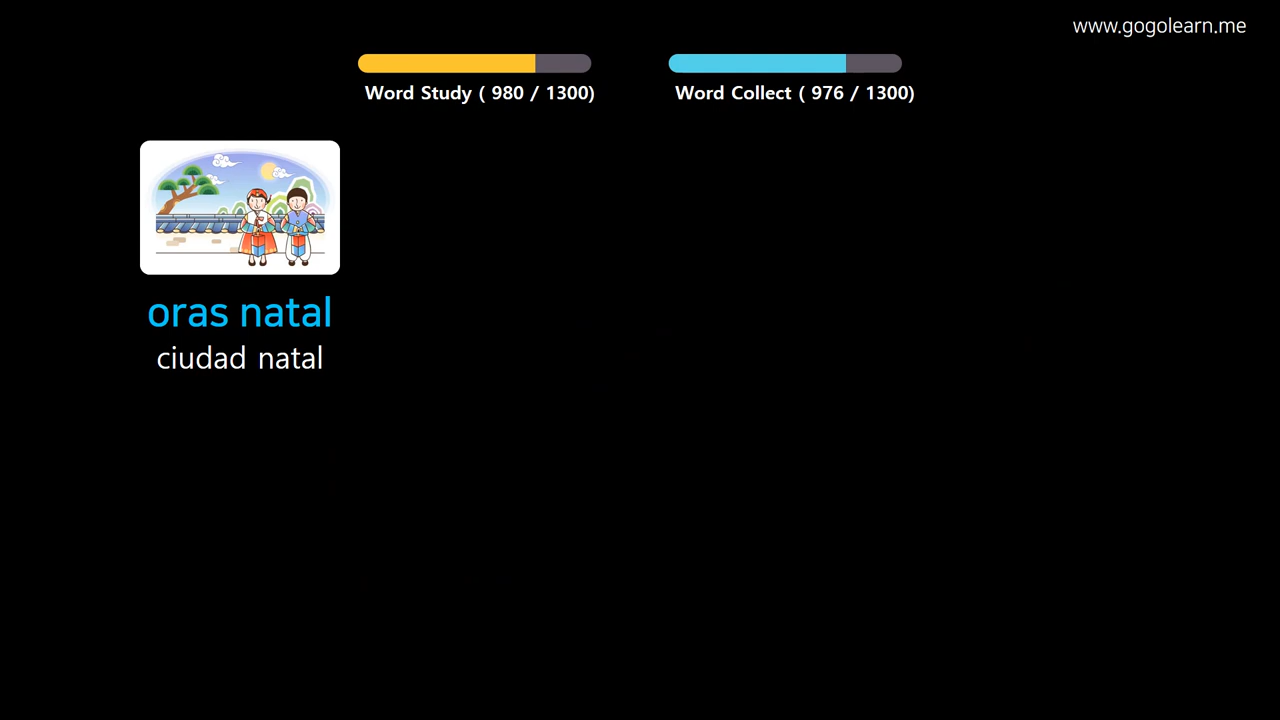 www.gogolearn.me
Word Study ( 980 / 1300)
Word Collect ( 976 / 1300)
oras natal
ciudad natal